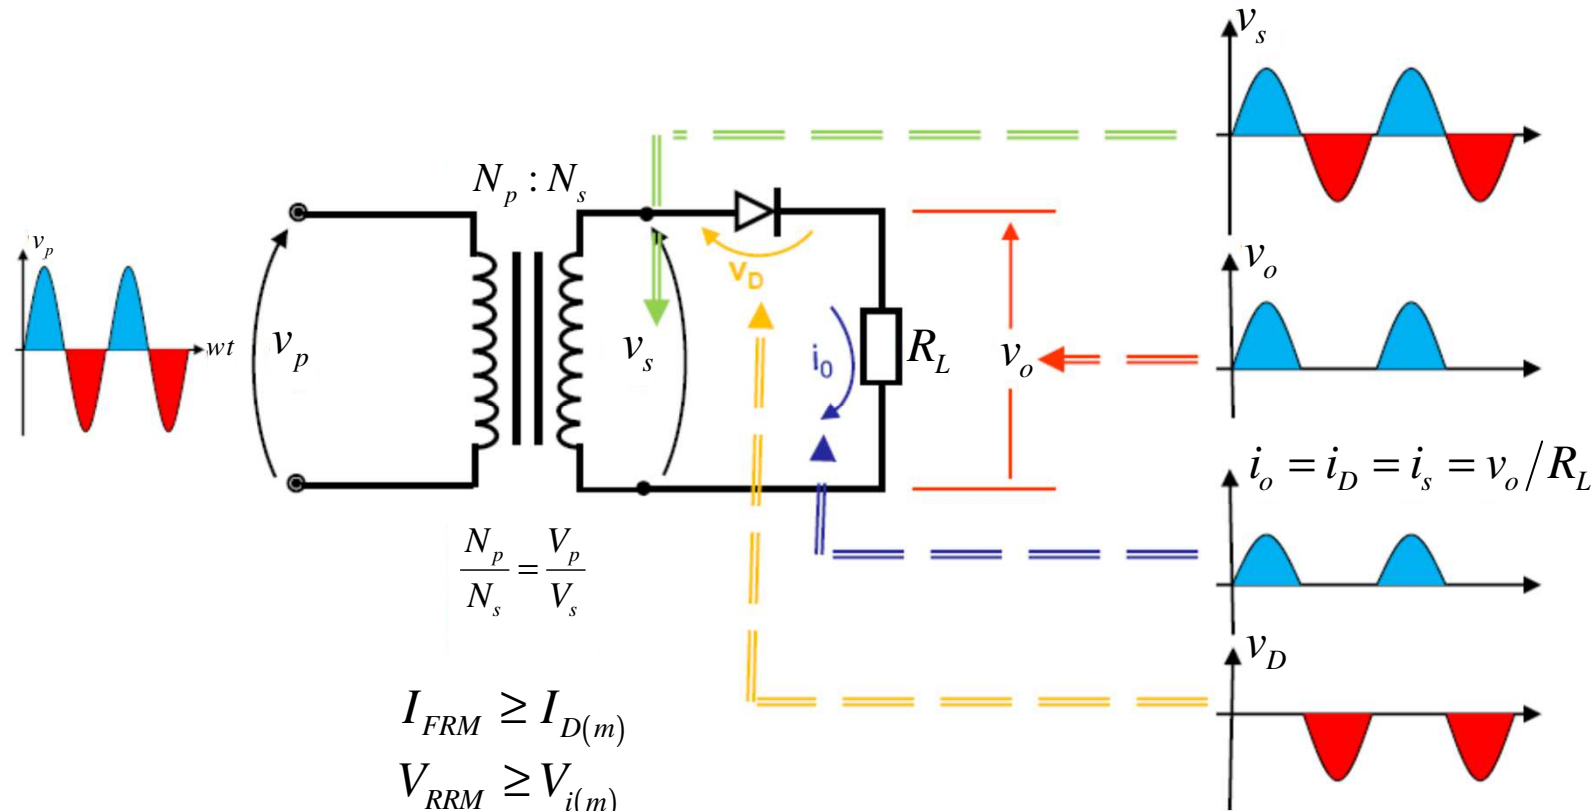 v_s
N_p : N_s
v_p
wt
v_p
v_s
v_D
i_0
R_L
v_o
v_o
i_o = i_D = i_s = v_o/R_L
N_p/N_s = V_p/V_s
v_D
I_FRM ≥ I_D(m)
V_RRM ≥ V_i(m)